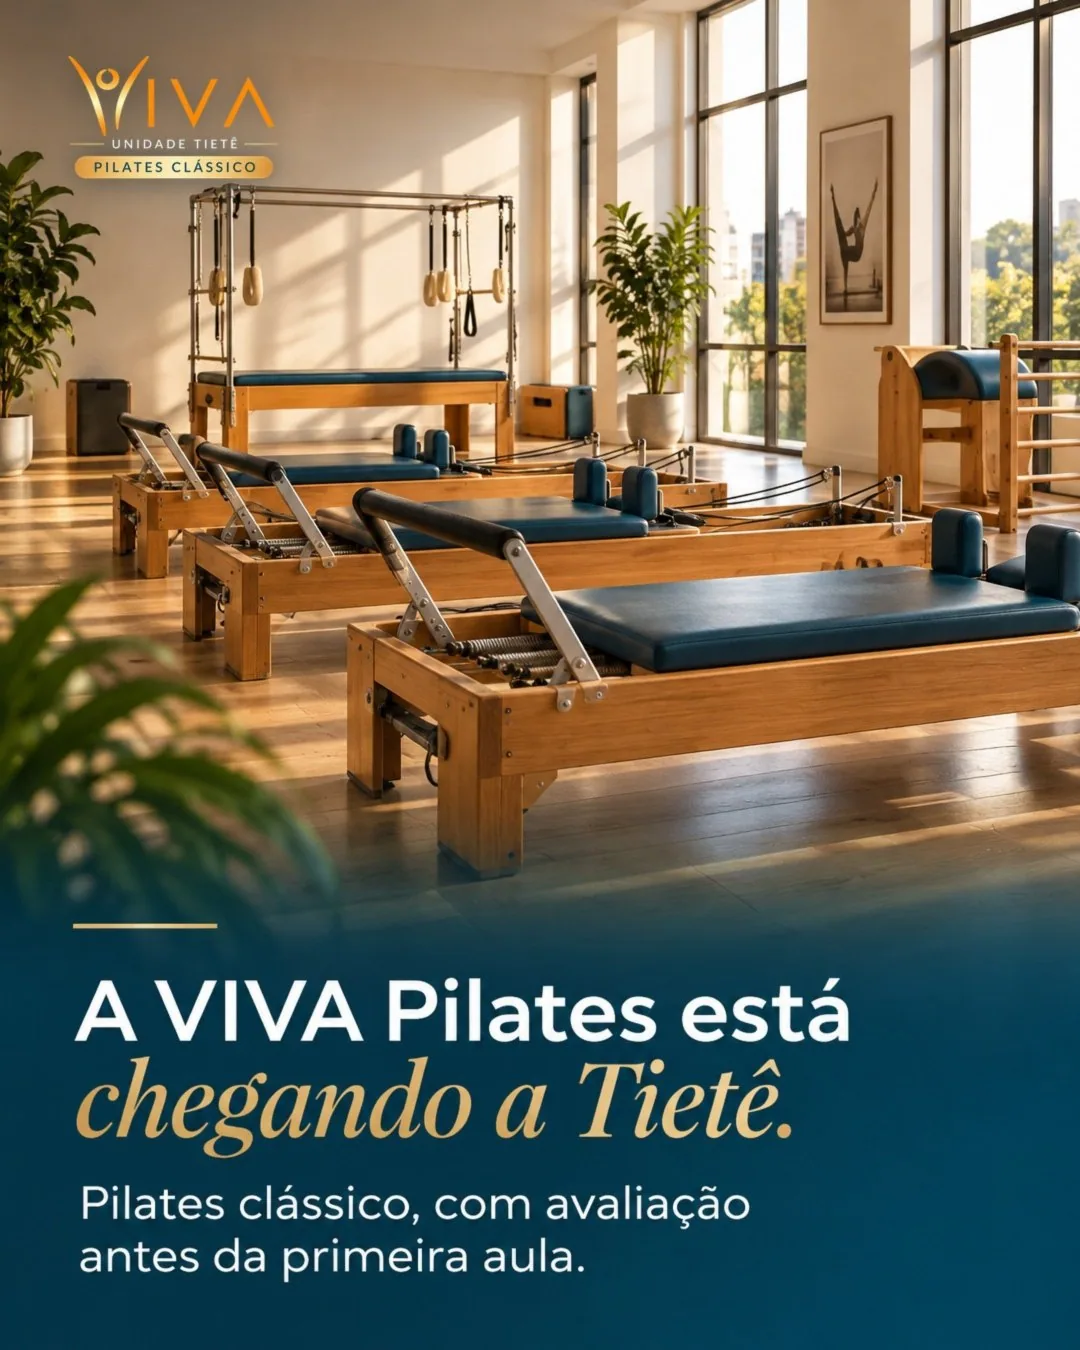 VIVA
UNIDADE TIETÊ
PILATES CLÁSSICO
A VIVA Pilates está
chegando a Tietê.
Pilates clássico, com avaliação
antes da primeira aula.